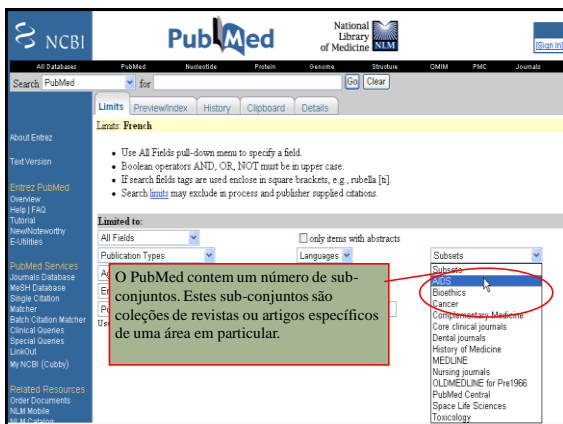 NCBI
PubMed
National
Library
of Medicine NLM
[Sign In]
All Databases PubMed Nucleotide Protein Genome Structure OMIM PMC Journals
Search PubMed for Go Clear
Limits Preview/Index History Clipboard Details
Limits: French
About Entrez
Text Version
Entrez PubMed
Overview
Help | FAQ
Tutorial
New/Noteworthy
E-Utilities
PubMed Services
Journals Database
MeSH Database
Single Citation
Matcher
Batch Citation Matcher
Clinical Queries
Special Queries
LinkOut
My NCBI (Cubby)
Related Resources
Order Documents
NLM Mobile
NLM Catalog
• Use All Fields pull-down menu to specify a field.
• Boolean operators AND, OR, NOT must be in upper case.
• If search fields tags are used enclose in square brackets, e.g., rubella [ti].
• Search limits may exclude in process and publisher supplied citations.
Limited to:
All Fields only items with abstracts
Publication Types Languages Subsets
O PubMed contem um número de sub-
conjuntos. Estes sub-conjuntos são
coleções de revistas ou artigos específicos
de uma área em particular.
Subsets
AIDS
Bioethics
Cancer
Complementary Medicine
Core clinical journals
Dental journals
History of Medicine
MEDLINE
Nursing journals
OLDMEDLINE for Pre1966
PubMed Central
Space Life Sciences
Toxicology